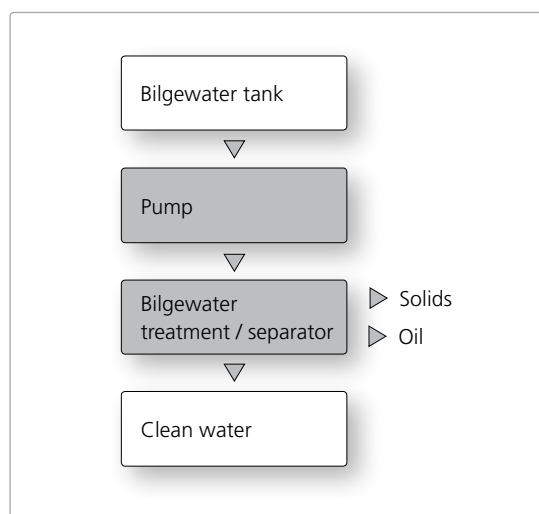 Bilgewater tank
Pump
Bilgewater
treatment / separator
Solids
Oil
Clean water